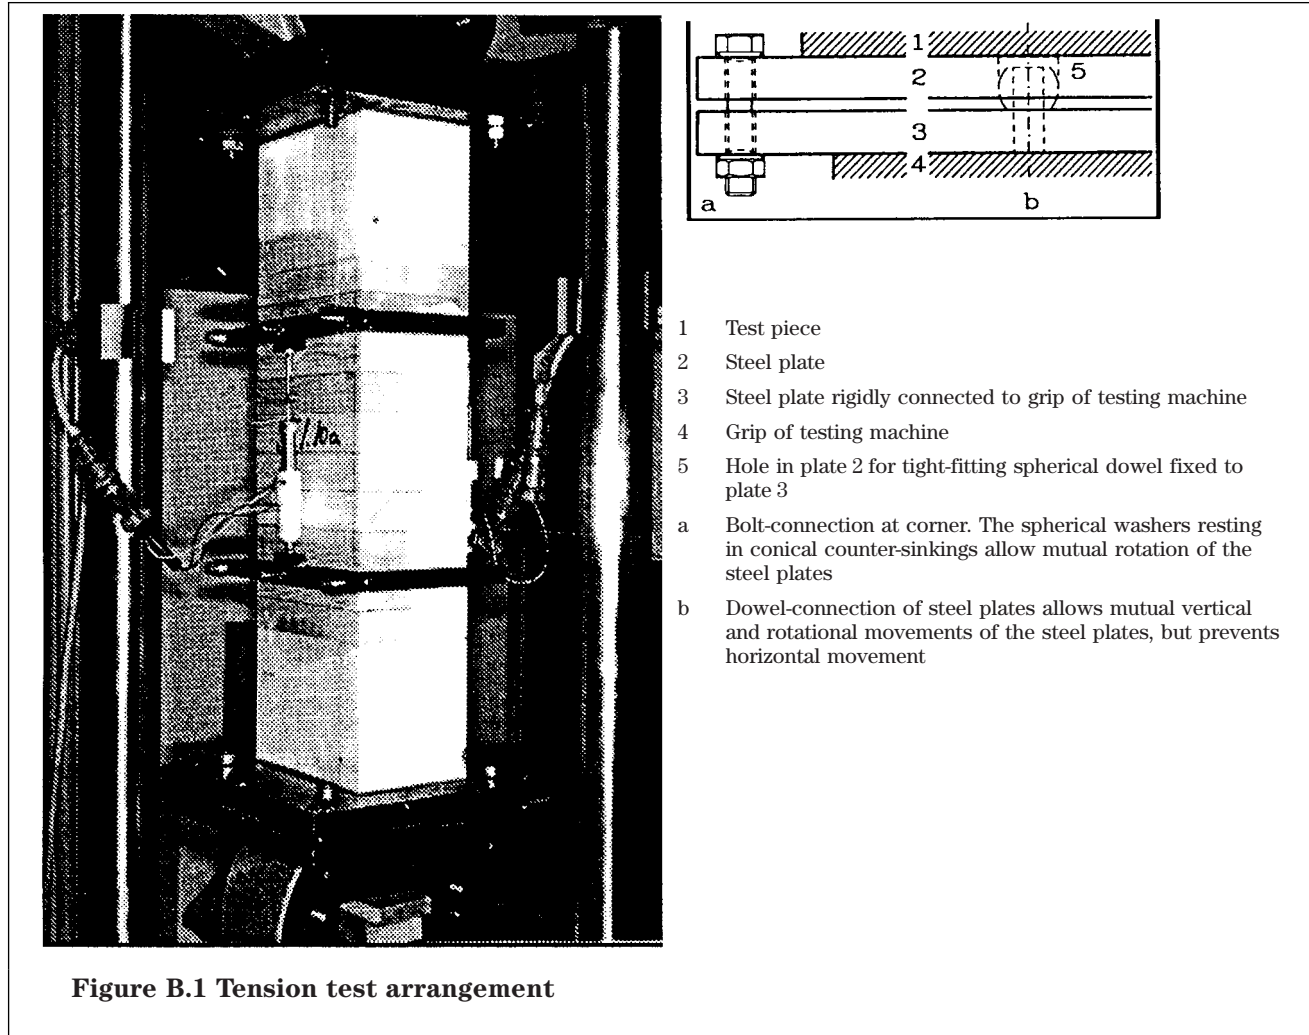 1
2
5
3
4
a
b
1 Test piece
2 Steel plate
3 Steel plate rigidly connected to grip of testing machine
4 Grip of testing machine
5 Hole in plate 2 for tight-fitting spherical dowel fixed to
plate 3
a Bolt-connection at corner. The spherical washers resting
in conical counter-sinkings allow mutual rotation of the
steel plates
b Dowel-connection of steel plates allows mutual vertical
and rotational movements of the steel plates, but prevents
horizontal movement
Figure B.1 Tension test arrangement